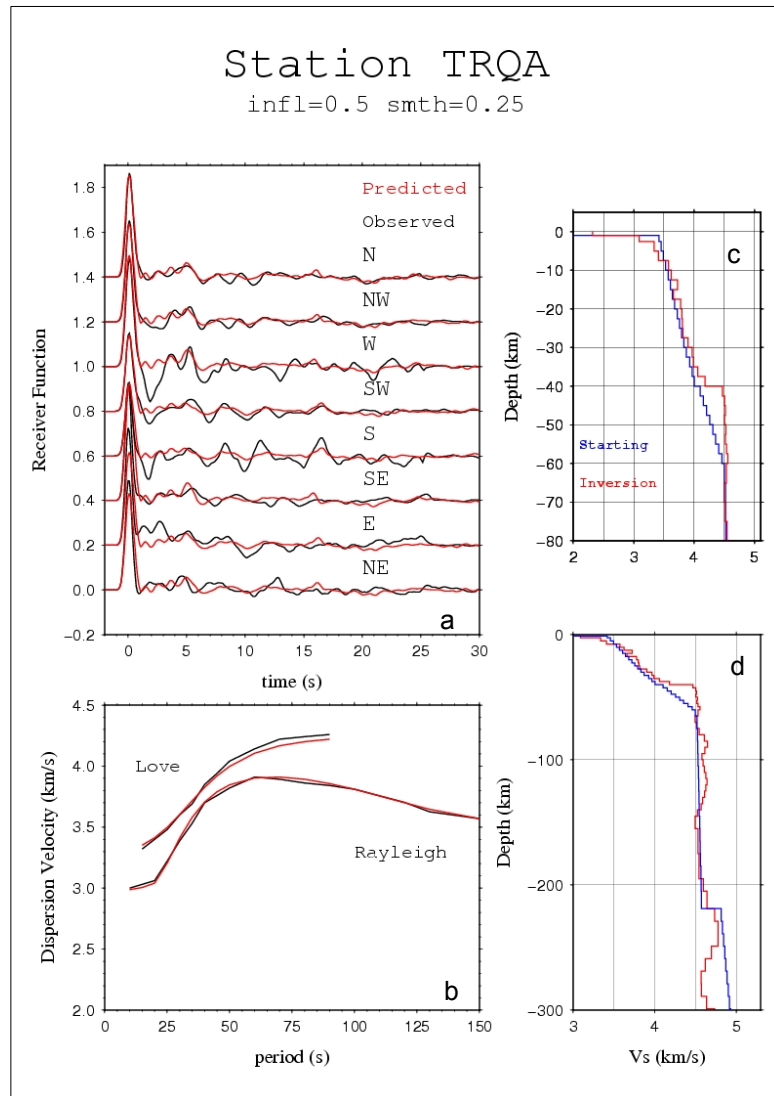 Station TRQA
infl=0.5 smth=0.25
Receiver Function
1.8
1.6
1.4
1.2
1.0
0.8
0.6
0.4
0.2
0.0
−0.2
Predicted
Observed
N
NW
W
SW
S
SE
E
NE
a
0 5 10 15 20 25 30
time (s)
Depth (km)
0
−10
−20
−30
−40
−50
−60
−70
−80
c
Starting
Inversion
2 3 4 5
Dispersion Velocity (km/s)
4.5
4.0
3.5
3.0
2.5
2.0
Love
Rayleigh
b
0 25 50 75 100 125 150
period (s)
Depth (km)
0
−100
−200
−300
d
3 4 5
Vs (km/s)